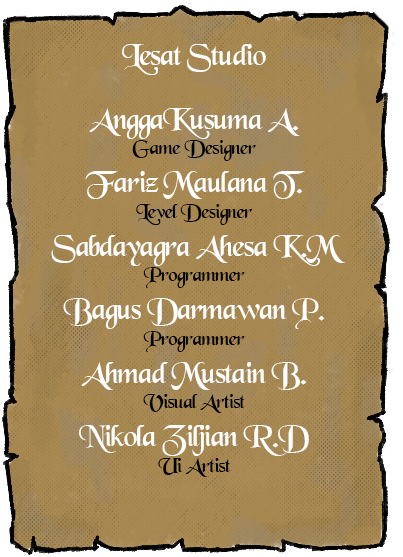 Lesat Studio
AnggaKusuma A.
Game Designer
Fariz Maulana T.
Level Designer
Sabdayagra Ahesa K.M
Programmer
Bagus Darmawan P.
Programmer
Ahmad Mustain B.
Visual Artist
Nikola Ziljian R.D
Ui Artist